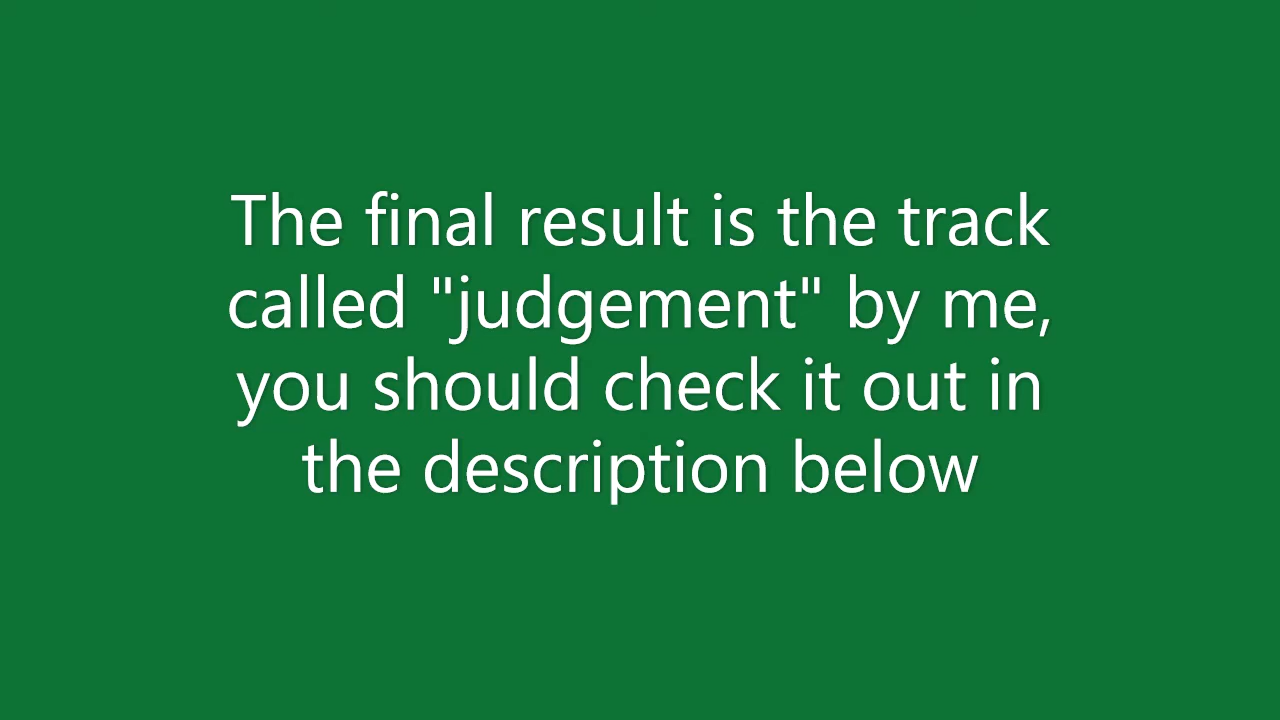 The final result is the track
called "judgement" by me,
you should check it out in
the description below